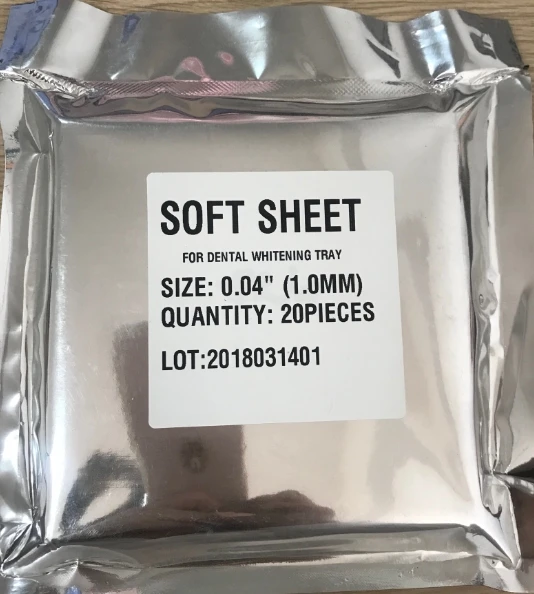 SOFT SHEET
FOR DENTAL WHITENING TRAY
SIZE: 0.04" (1.0MM)
QUANTITY: 20PIECES
LOT:2018031401